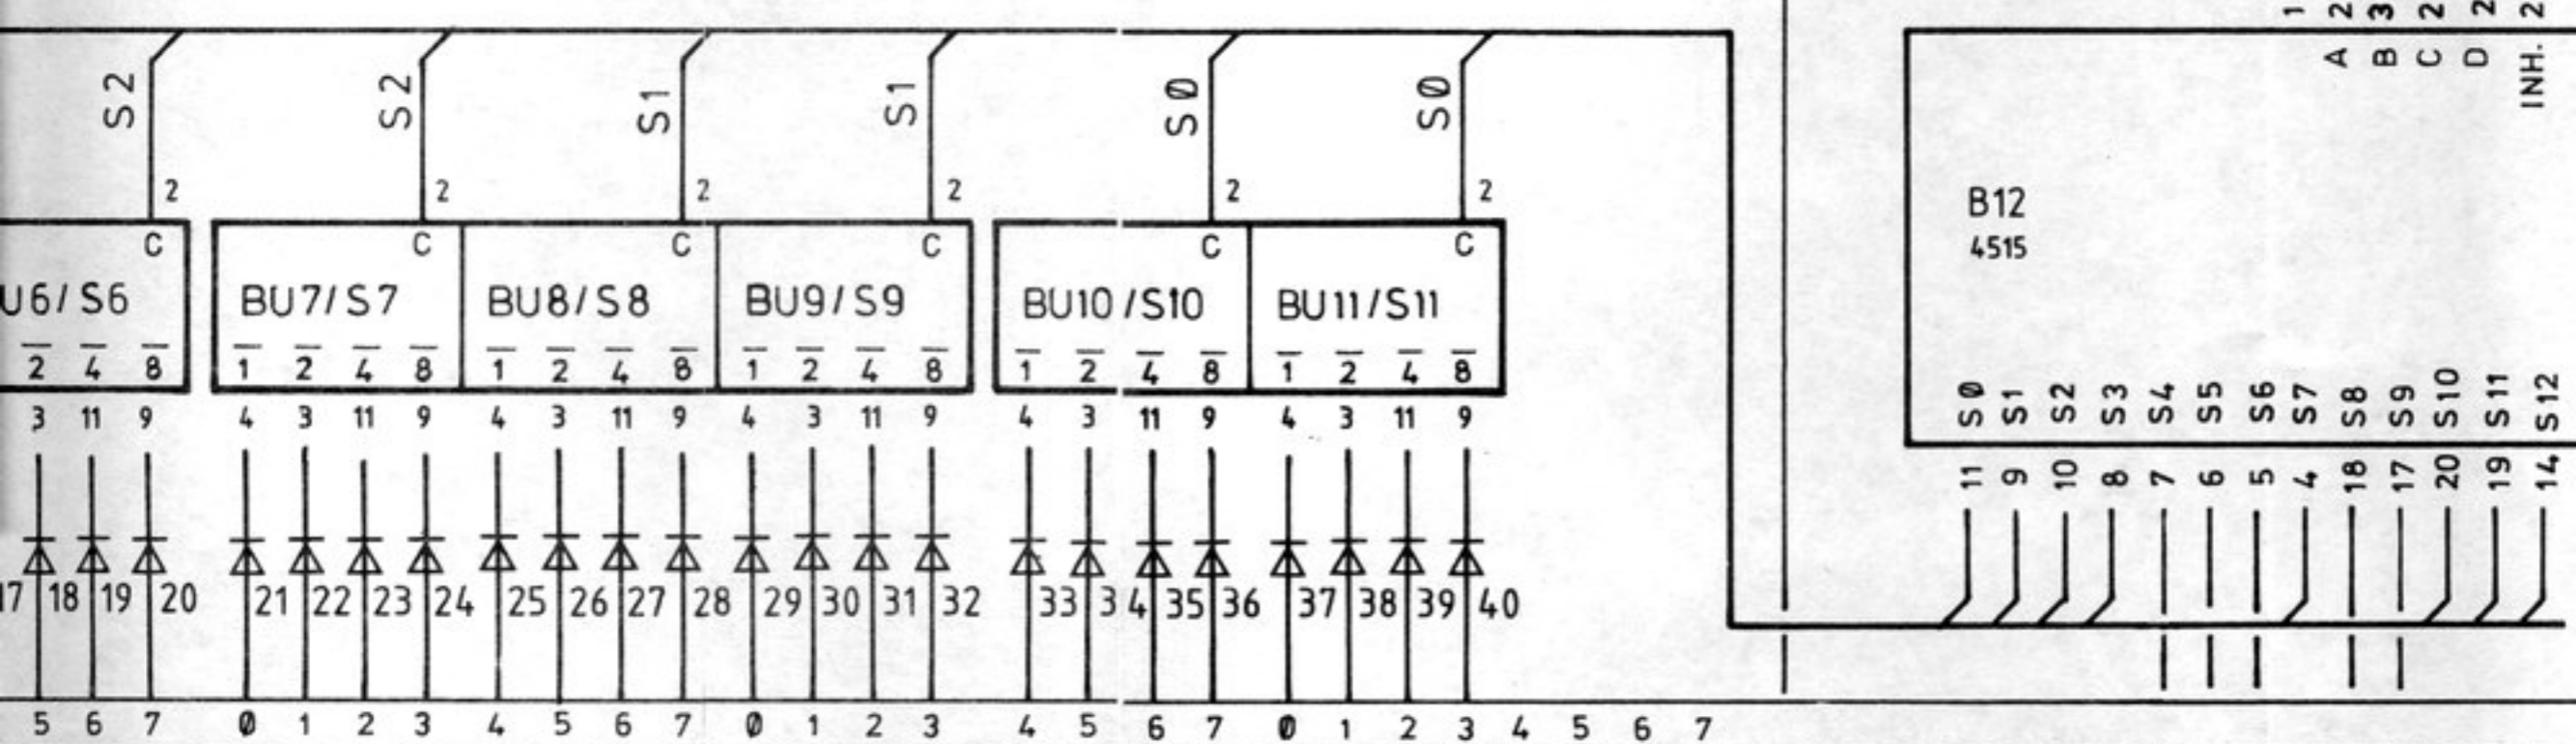 1 2 3 2 2 2
A B C D INH.
S2 S2 S1 S1 SØ SØ
2 2 2 2 2 2
B12
4515
C C C C C C
U6/S6 BU7/S7 BU8/S8 BU9/S9 BU10/S10 BU11/S11
2 4 8 1 2 4 8 1 2 4 8 1 2 4 8 1 2 4 8 1 2 4 8
SØ S1 S2 S3 S4 S5 S6 S7 S8 S9 S10 S11 S12
3 11 9 4 3 11 9 4 3 11 9 4 3 11 9 4 3 11 9 4 3 11 9
11 9 10 8 7 6 5 4 18 17 20 19 14
17 18 19 20 21 22 23 24 25 26 27 28 29 30 31 32 33 34 35 36 37 38 39 40
5 6 7 Ø 1 2 3 4 5 6 7 Ø 1 2 3 4 5 6 7 Ø 1 2 3 4 5 6 7